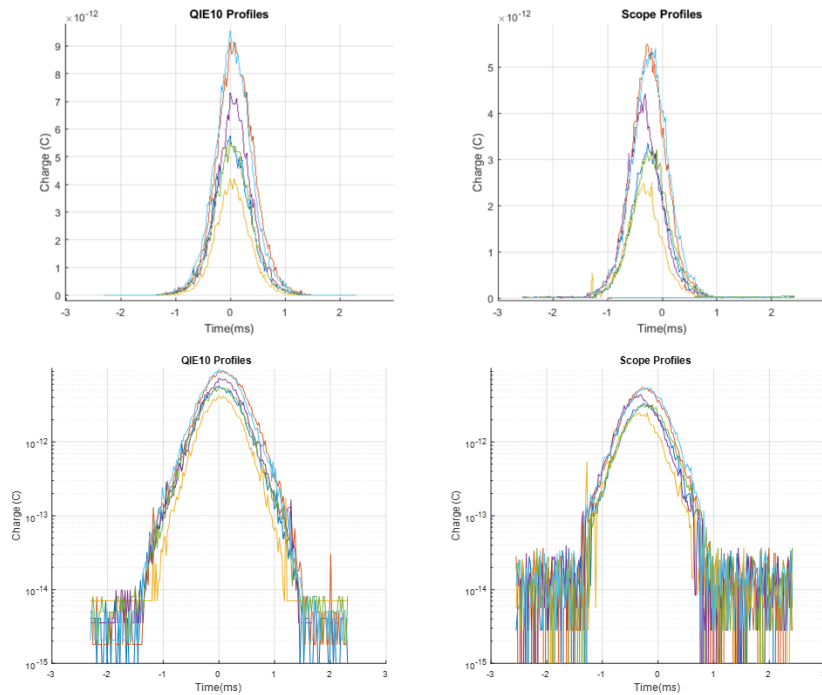 QIE10 Profiles
×10⁻¹²
9
8
7
6
5
4
3
2
1
0
Charge (C)
-3 -2 -1 0 1 2 3
Time(ms)
Scope Profiles
×10⁻¹²
5
4
3
2
1
0
Charge (C)
-3 -2 -1 0 1 2 3
Time(ms)
QIE10 Profiles
10⁻¹²
10⁻¹³
10⁻¹⁴
10⁻¹⁵
Charge (C)
-3 -2 -1 0 1 2 3
Time(ms)
Scope Profiles
10⁻¹²
10⁻¹³
10⁻¹⁴
10⁻¹⁵
Charge (C)
-3 -2 -1 0 1 2 3
Time(ms)